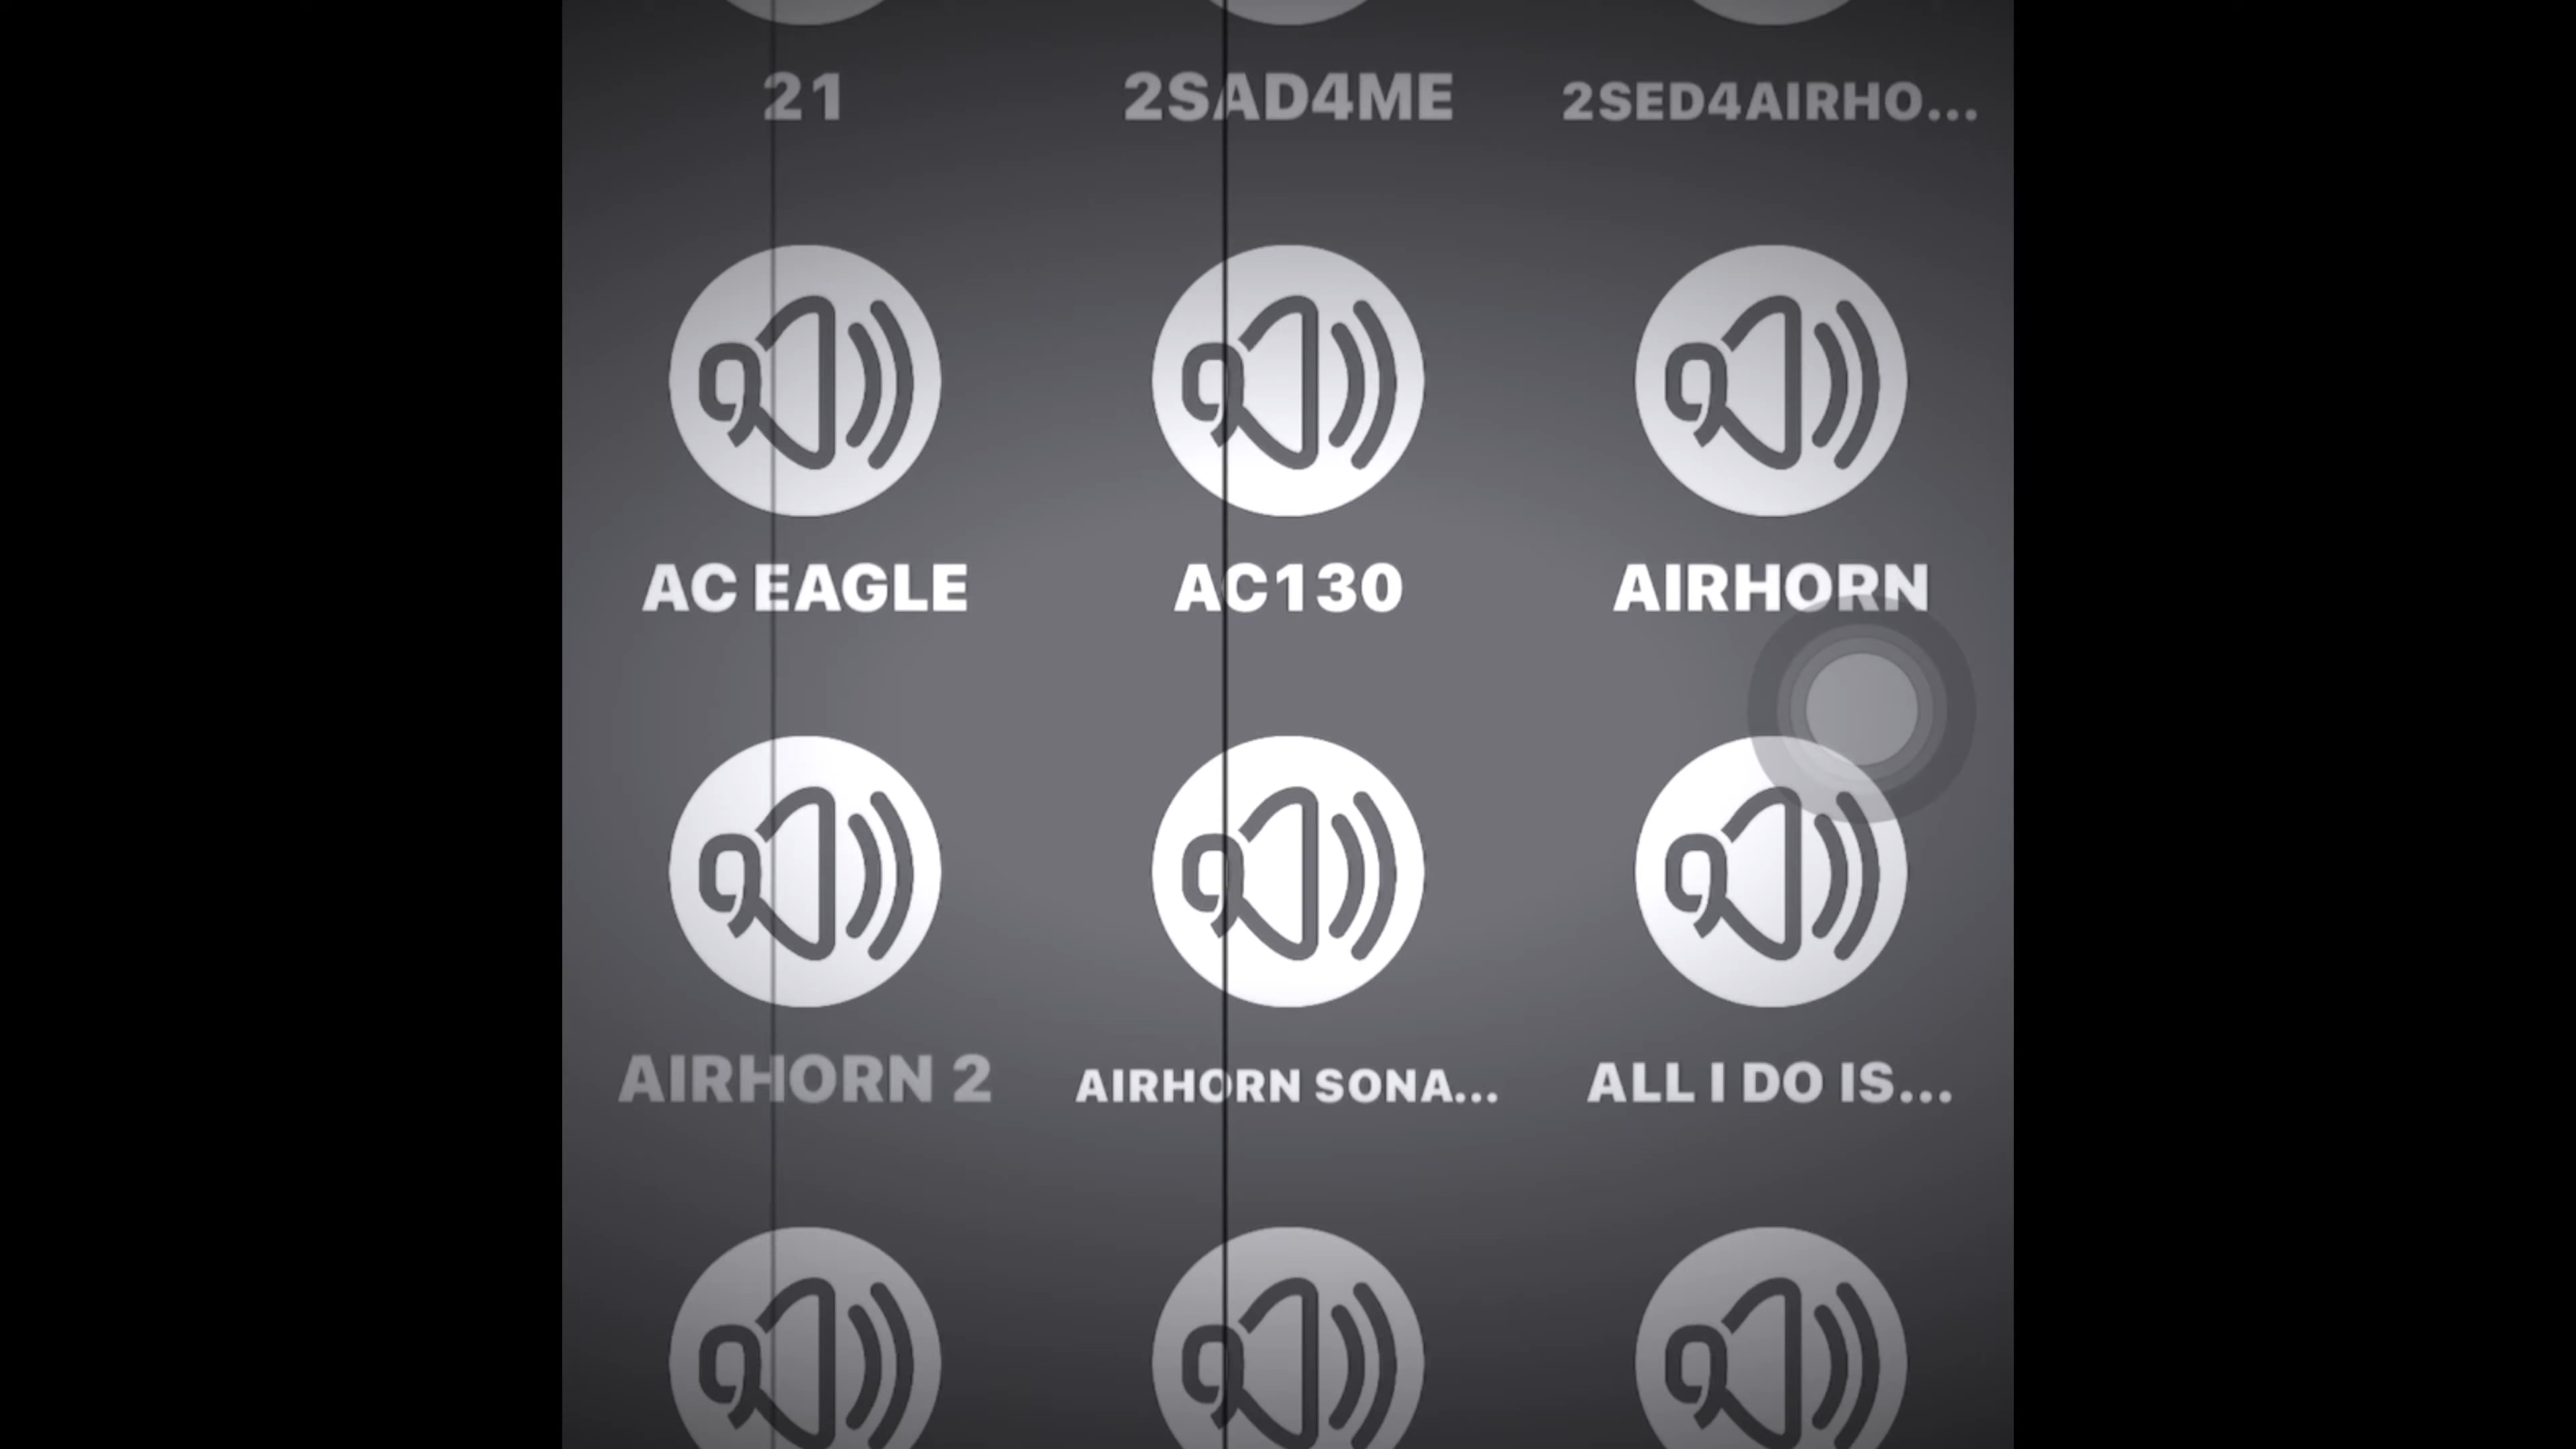 21
2SAD4ME
2SED4AIRHO...
AC EAGLE
AC130
AIRHORN
AIRHORN 2
AIRHORN SONA...
ALL I DO IS...